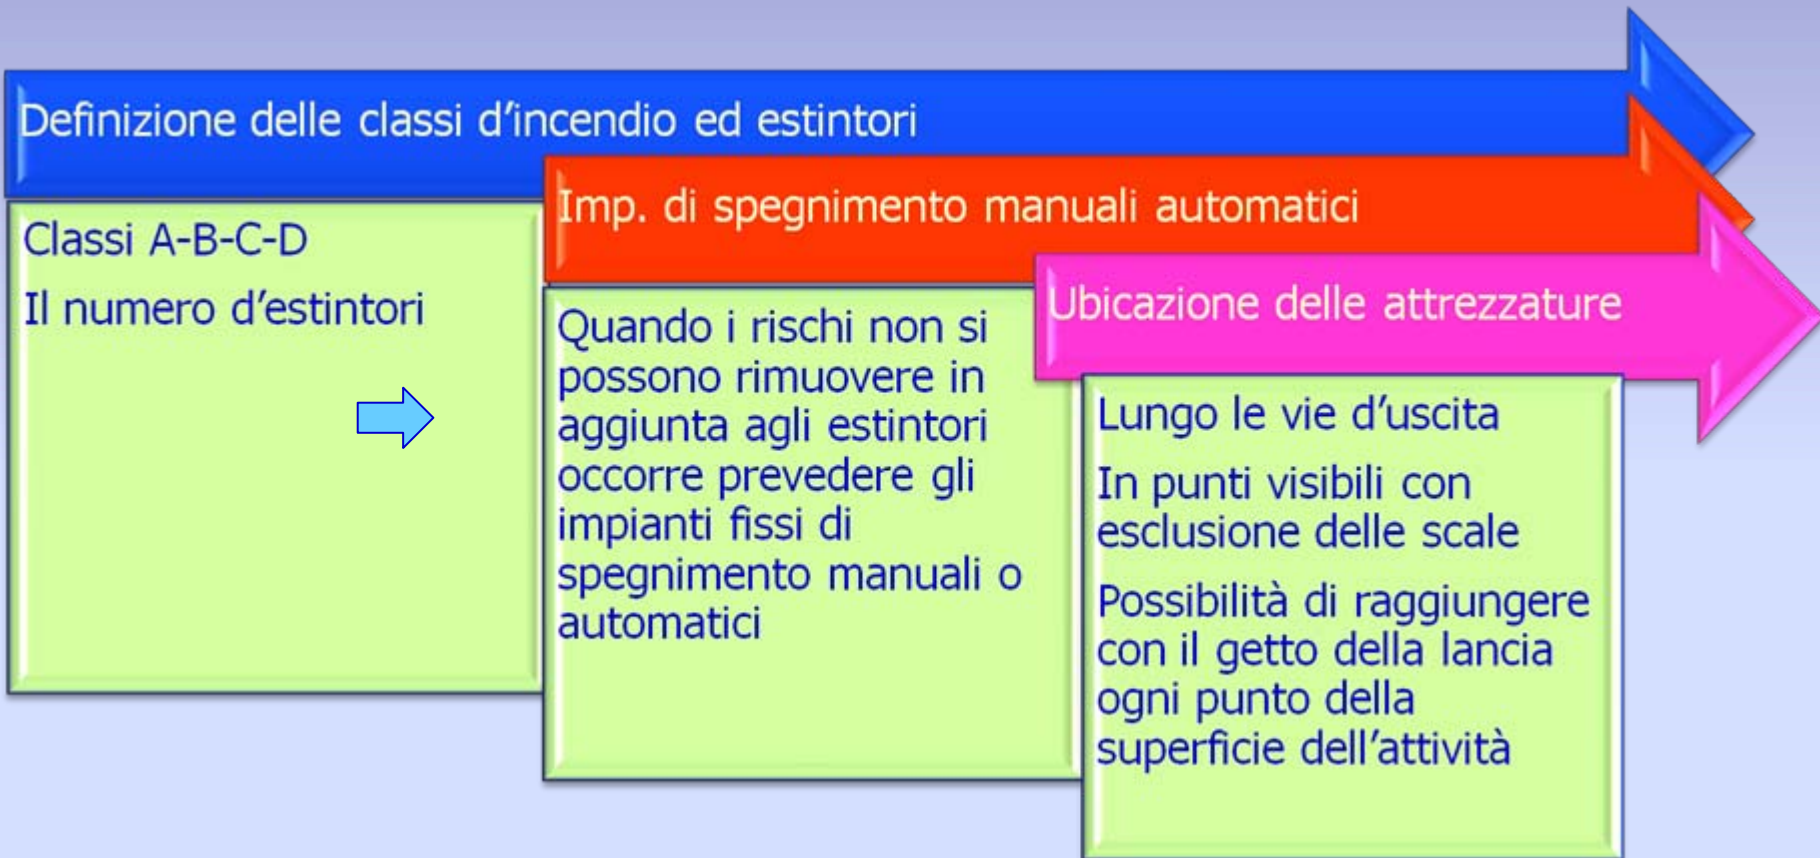 Definizione delle classi d'incendio ed estintori
Classi A-B-C-D
Il numero d'estintori
Imp. di spegnimento manuali automatici
Quando i rischi non si
possono rimuovere in
aggiunta agli estintori
occorre prevedere gli
impianti fissi di
spegnimento manuali o
automatici
Ubicazione delle attrezzature
Lungo le vie d'uscita
In punti visibili con
esclusione delle scale
Possibilità di raggiungere
con il getto della lancia
ogni punto della
superficie dell'attività